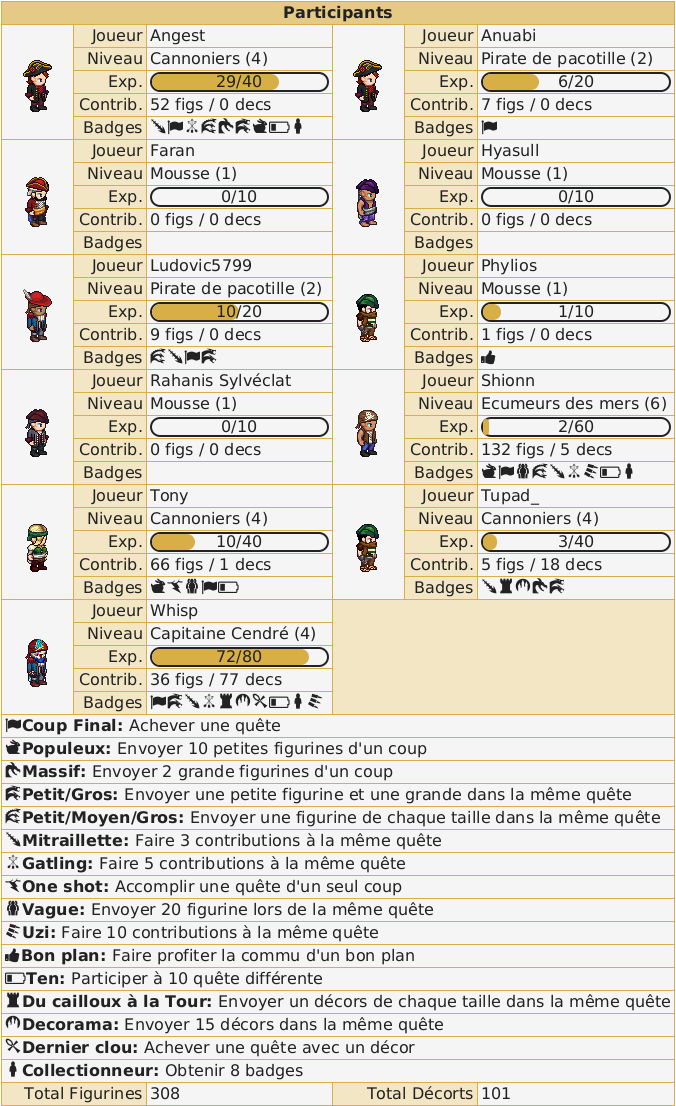 Participants
Joueur Angest
Niveau Cannoniers (4)
Exp. 29/40
Contrib. 52 figs / 0 decs
Badges
Joueur Anuabi
Niveau Pirate de pacotille (2)
Exp. 6/20
Contrib. 7 figs / 0 decs
Badges
Joueur Faran
Niveau Mousse (1)
Exp. 0/10
Contrib. 0 figs / 0 decs
Badges
Joueur Hyasull
Niveau Mousse (1)
Exp. 0/10
Contrib. 0 figs / 0 decs
Badges
Joueur Ludovic5799
Niveau Pirate de pacotille (2)
Exp. 10/20
Contrib. 9 figs / 0 decs
Badges
Joueur Phylios
Niveau Mousse (1)
Exp. 1/10
Contrib. 1 figs / 0 decs
Badges
Joueur Rahanis Sylvéclat
Niveau Mousse (1)
Exp. 0/10
Contrib. 0 figs / 0 decs
Badges
Joueur Shionn
Niveau Ecumeurs des mers (6)
Exp. 2/60
Contrib. 132 figs / 5 decs
Badges
Joueur Tony
Niveau Cannoniers (4)
Exp. 10/40
Contrib. 66 figs / 1 decs
Badges
Joueur Tupad_
Niveau Cannoniers (4)
Exp. 3/40
Contrib. 5 figs / 18 decs
Badges
Joueur Whisp
Niveau Capitaine Cendré (4)
Exp. 72/80
Contrib. 36 figs / 77 decs
Badges
Coup Final: Achever une quête
Populeux: Envoyer 10 petites figurines d'un coup
Massif: Envoyer 2 grande figurines d'un coup
Petit/Gros: Envoyer une petite figurine et une grande dans la même quête
Petit/Moyen/Gros: Envoyer une figurine de chaque taille dans la même quête
Mitraillette: Faire 3 contributions à la même quête
Gatling: Faire 5 contributions à la même quête
One shot: Accomplir une quête d'un seul coup
Vague: Envoyer 20 figurine lors de la même quête
Uzi: Faire 10 contributions à la même quête
Bon plan: Faire profiter la commu d'un bon plan
Ten: Participer à 10 quête différente
Du cailloux à la Tour: Envoyer un décors de chaque taille dans la même quête
Decorama: Envoyer 15 décors dans la même quête
Dernier clou: Achever une quête avec un décor
Collectionneur: Obtenir 8 badges
Total Figurines 308
Total Décorts 101